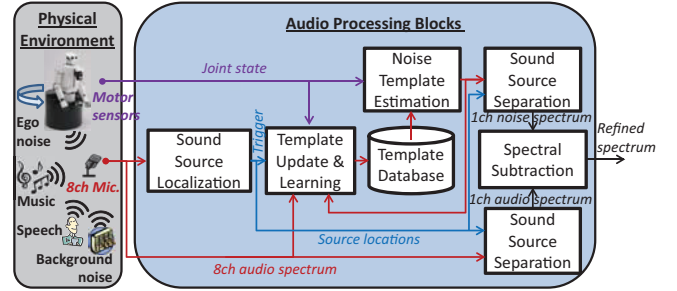 Physical
Environment
Audio Processing Blocks
Joint state
Motor
sensors
Ego
noise
8ch Mic.
Music
Speech
Background
noise
Sound
Source
Localization
Trigger
Template
Update &
Learning
Noise
Template
Estimation
Template
Database
Sound
Source
Separation
1ch noise spectrum
Spectral
Subtraction
Refined
spectrum
1ch audio spectrum
Sound
Source
Separation
Source locations
8ch audio spectrum